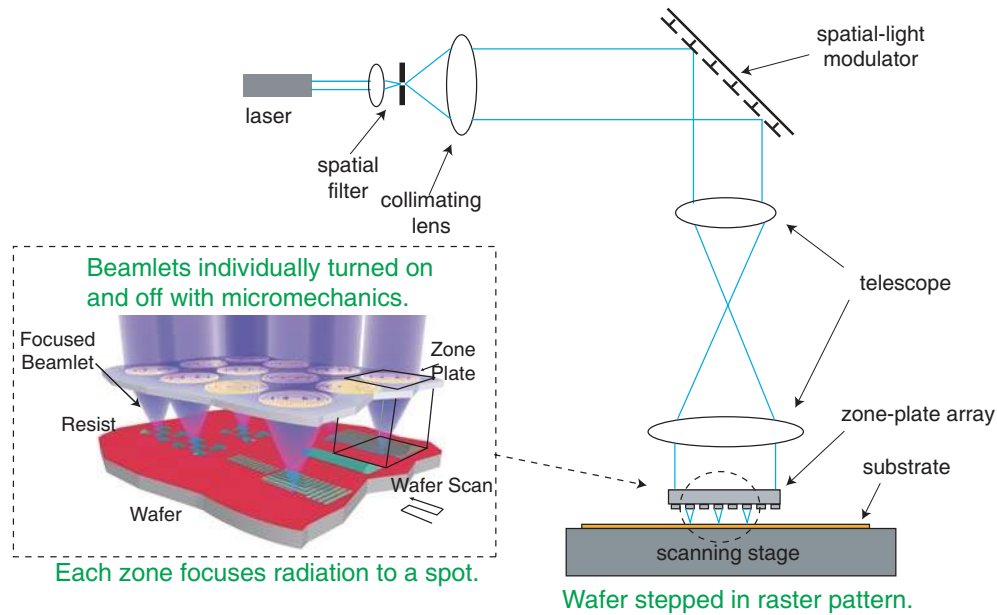 spatial-light
modulator
laser
spatial
filter
collimating
lens
Beamlets individually turned on
and off with micromechanics.
Focused
Beamlet
Zone
Plate
Resist
Wafer Scan
Wafer
Each zone focuses radiation to a spot.
telescope
zone-plate array
substrate
scanning stage
Wafer stepped in raster pattern.